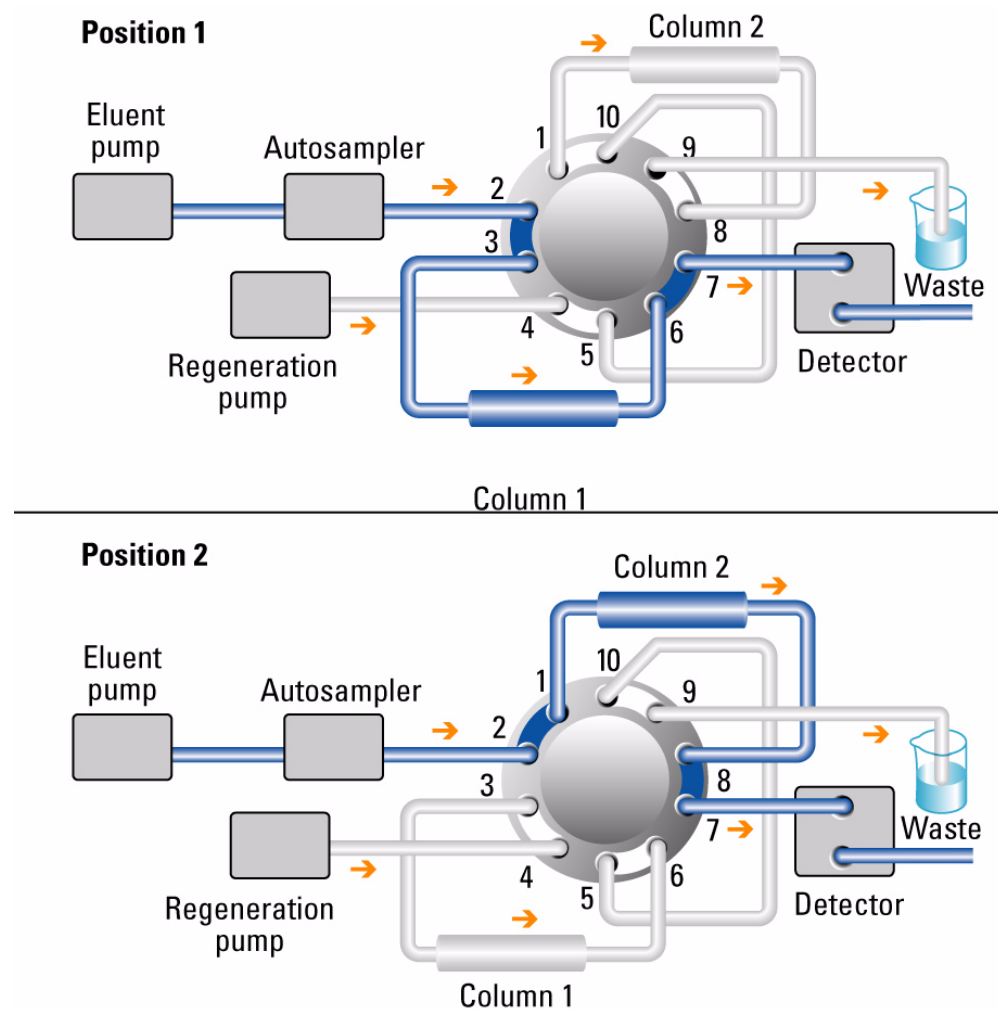 Position 1
Column 2
Eluent
pump
Autosampler
10
1
9
2
3
8
7
Waste
4
6
5
Regeneration
pump
Detector
Column 1
Position 2
Column 2
Eluent
pump
Autosampler
10
1
9
2
3
8
7
Waste
4
6
5
Regeneration
pump
Detector
Column 1